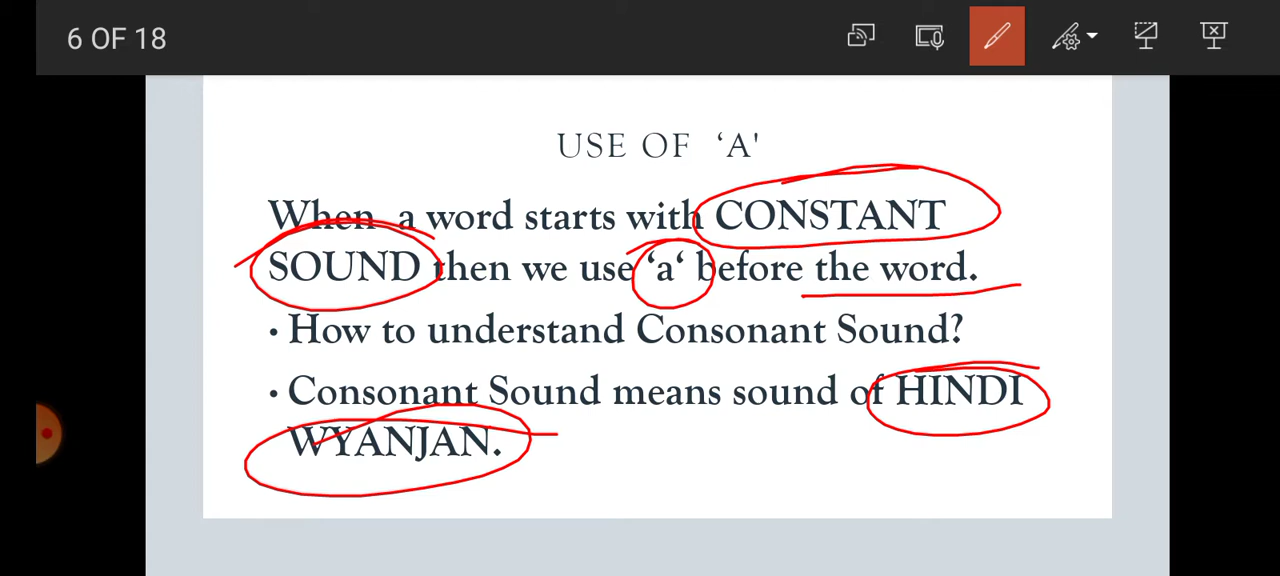 6 OF 18
USE OF ‘A'
When a word starts with CONSTANT
SOUND then we use ‘a‘ before the word.
• How to understand Consonant Sound?
• Consonant Sound means sound of HINDI
WYANJAN.